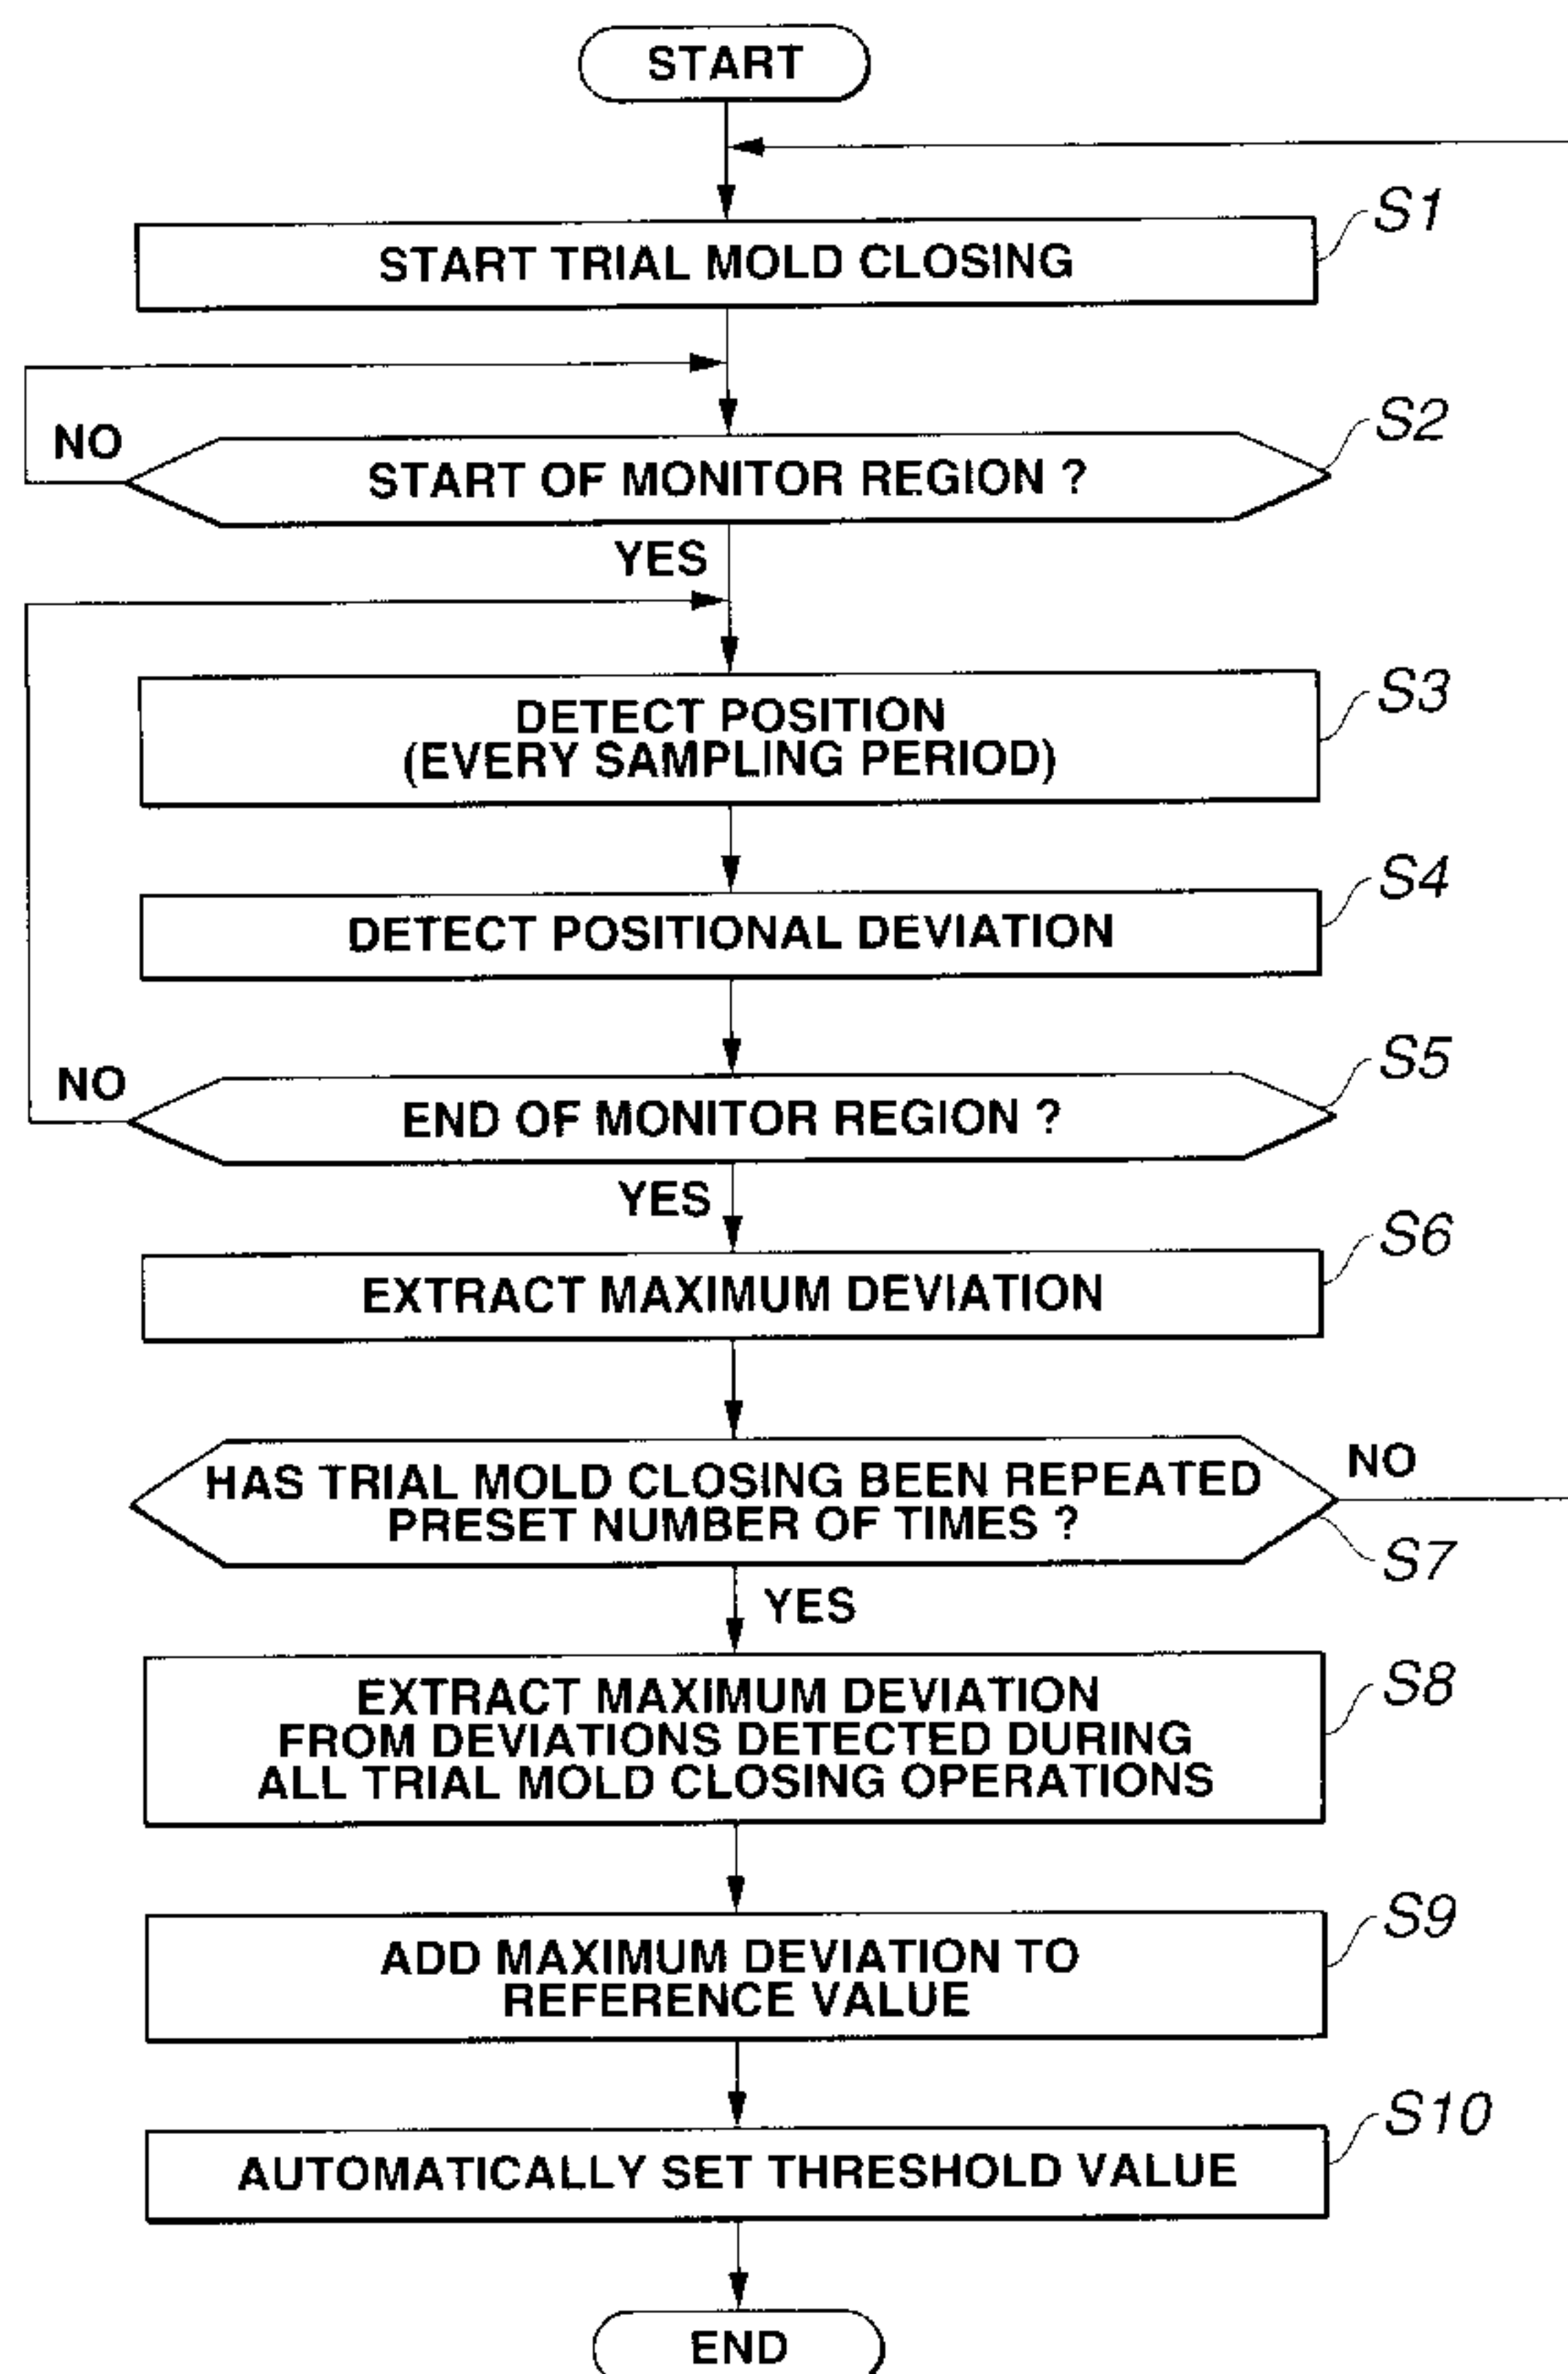 START
S1
START TRIAL MOLD CLOSING
S2
NO
START OF MONITOR REGION ?
YES
S3
DETECT POSITION
(EVERY SAMPLING PERIOD)
S4
DETECT POSITIONAL DEVIATION
S5
NO
END OF MONITOR REGION ?
YES
S6
EXTRACT MAXIMUM DEVIATION
NO
HAS TRIAL MOLD CLOSING BEEN REPEATED
PRESET NUMBER OF TIMES ?
S7
YES
S8
EXTRACT MAXIMUM DEVIATION
FROM DEVIATIONS DETECTED DURING
ALL TRIAL MOLD CLOSING OPERATIONS
S9
ADD MAXIMUM DEVIATION TO
REFERENCE VALUE
S10
AUTOMATICALLY SET THRESHOLD VALUE
END